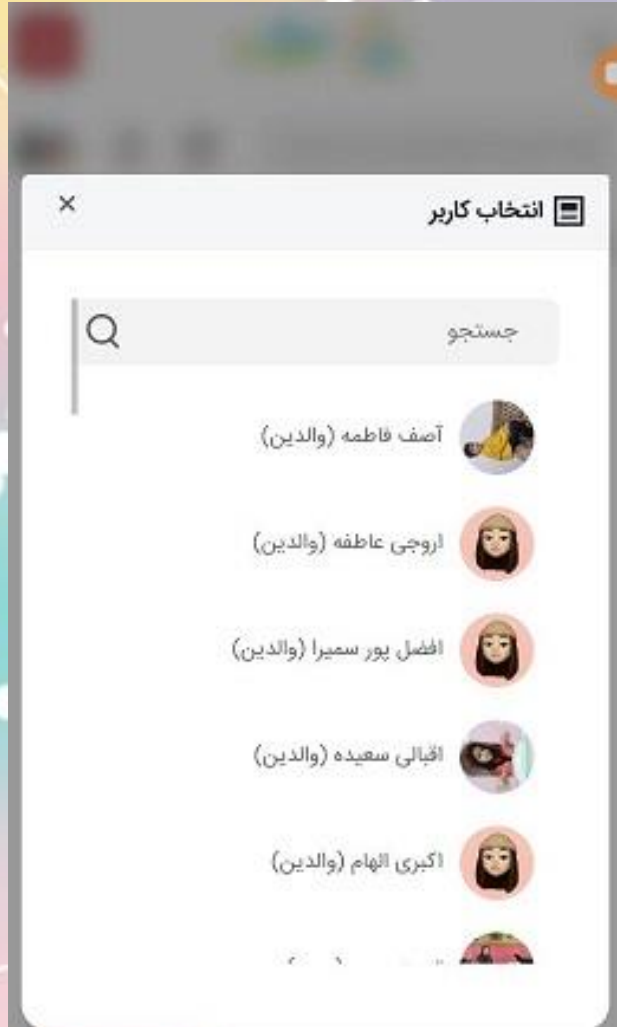 انتخاب کاربر
جستجو
آصف فاطمه (والدین)
اروجی عاطفه (والدین)
افضل پور سمیرا (والدین)
اقبالی سعیده (والدین)
اکبری الهام (والدین)